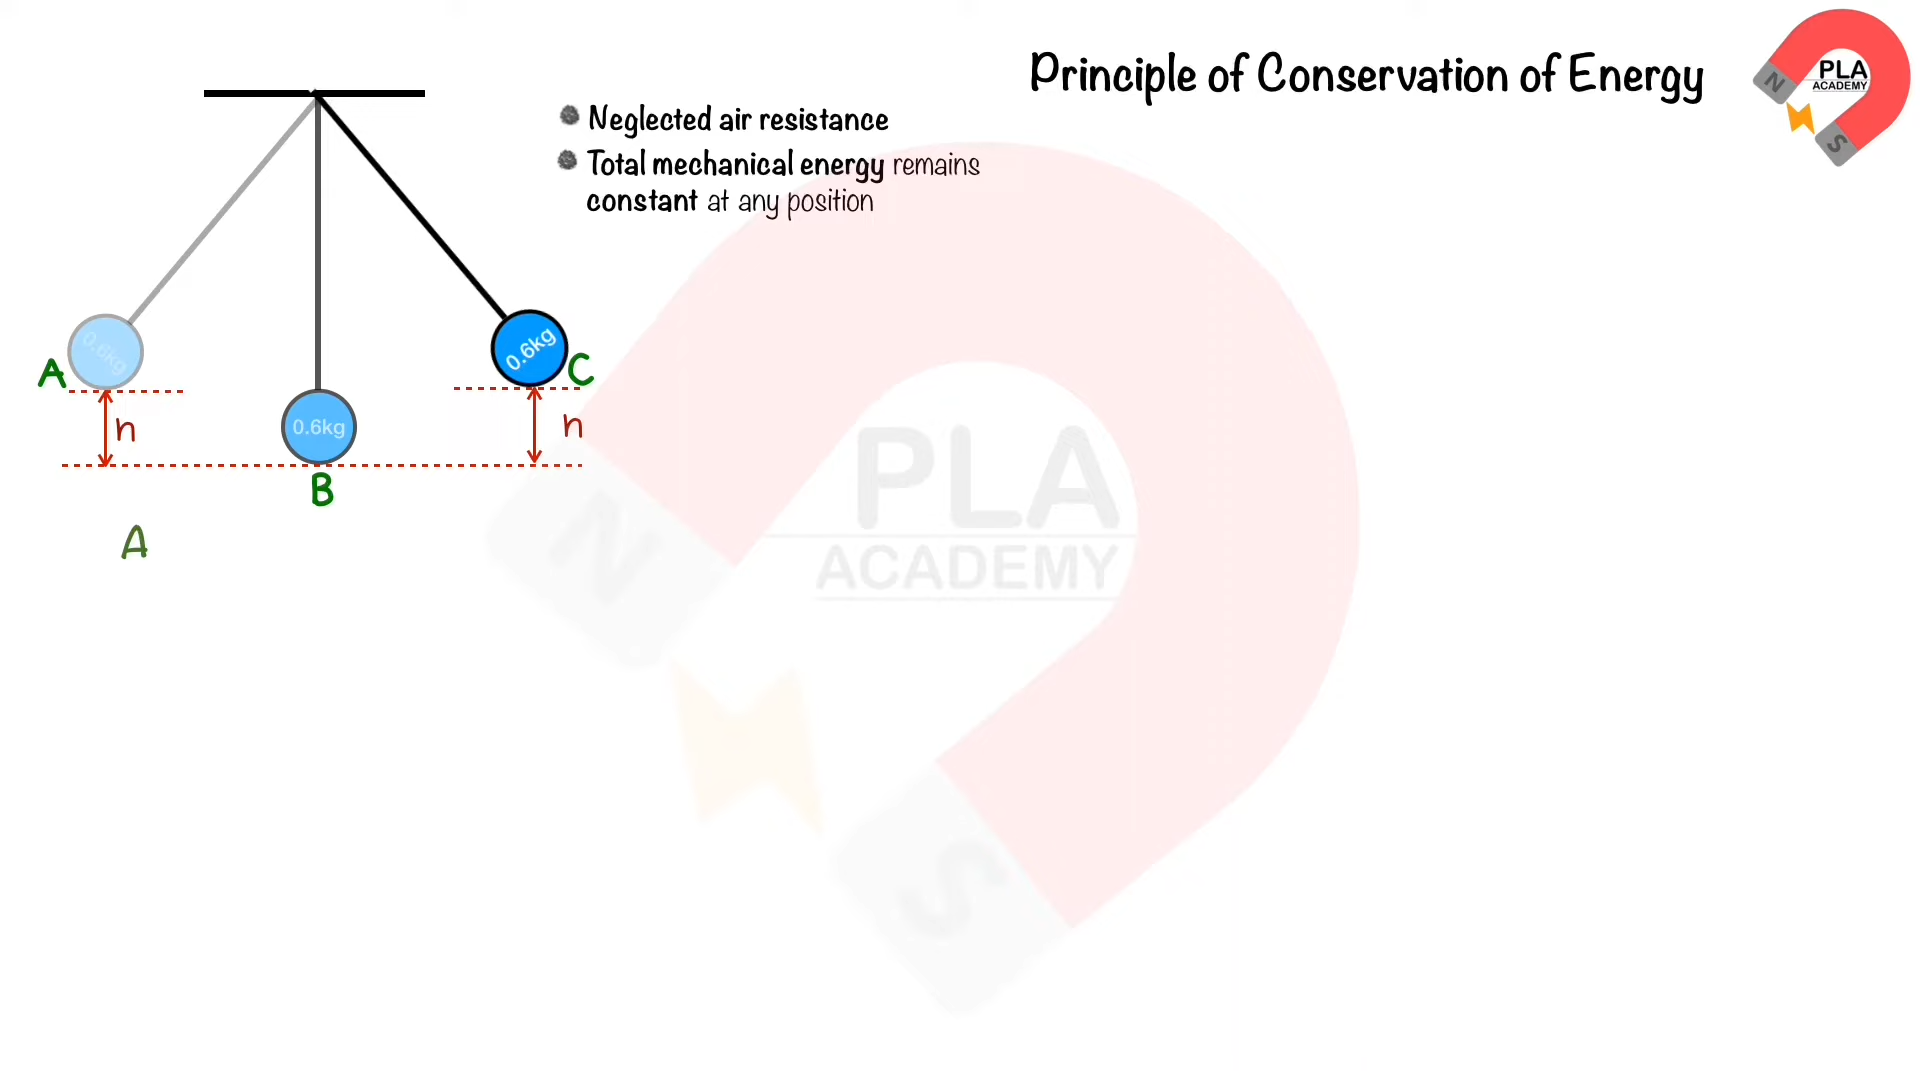 Principle of Conservation of Energy
N
PLA
ACADEMY
S
Neglected air resistance
Total mechanical energy remains
constant at any position
0.6kg
0.6kg
A
C
h
h
0.6kg
B
A
PLA
ACADEMY
N
S